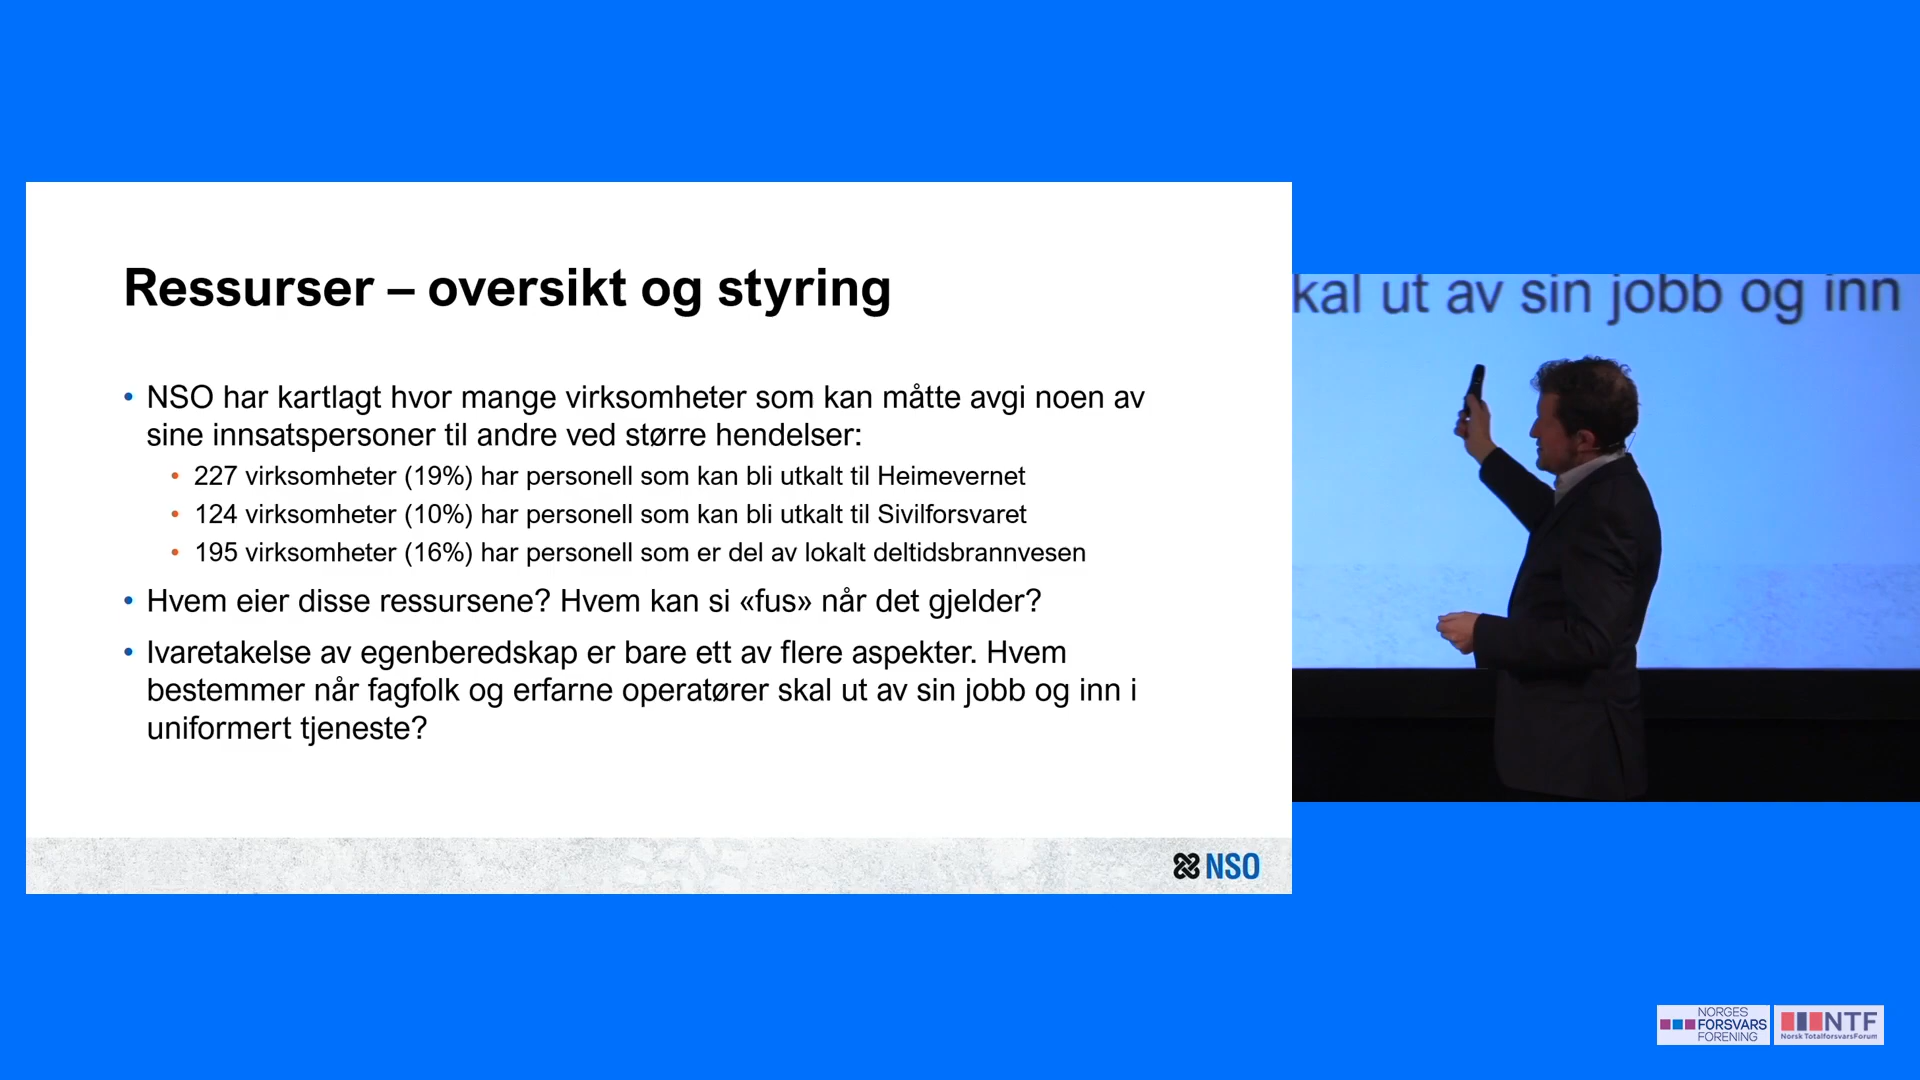 Ressurser – oversikt og styring
• NSO har kartlagt hvor mange virksomheter som kan måtte avgi noen av
sine innsatspersoner til andre ved større hendelser:
• 227 virksomheter (19%) har personell som kan bli utkalt til Heimevernet
• 124 virksomheter (10%) har personell som kan bli utkalt til Sivilforsvaret
• 195 virksomheter (16%) har personell som er del av lokalt deltidsbrannvesen
• Hvem eier disse ressursene? Hvem kan si «fus» når det gjelder?
• Ivaretakelse av egenberedskap er bare ett av flere aspekter. Hvem
bestemmer når fagfolk og erfarne operatører skal ut av sin jobb og inn i
uniformert tjeneste?
NSO
kal ut av sin jobb og inn
NORGES
FORSVARS
FORENING
NTF
Norsk TotalforsvarsForum